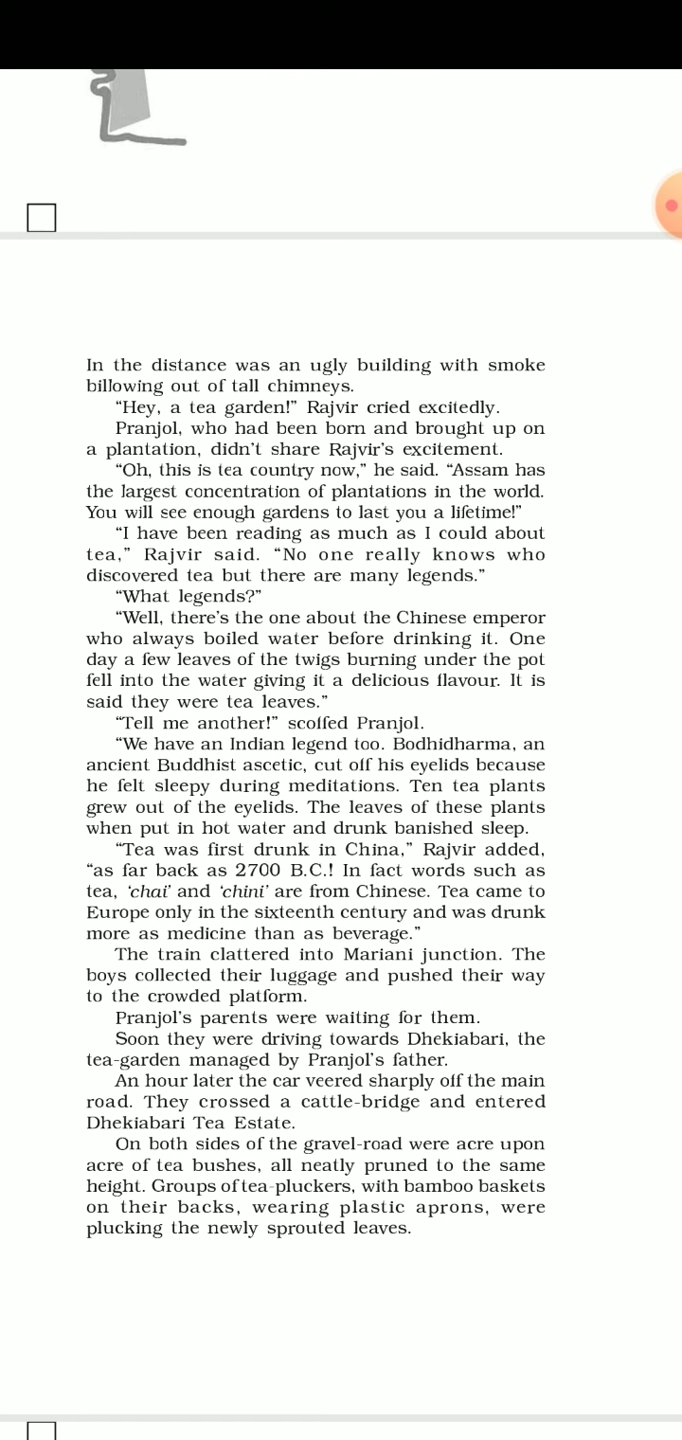 In the distance was an ugly building with smoke
billowing out of tall chimneys.
“Hey, a tea garden!” Rajvir cried excitedly.
Pranjol, who had been born and brought up on
a plantation, didn’t share Rajvir’s excitement.
“Oh, this is tea country now,” he said. “Assam has
the largest concentration of plantations in the world.
You will see enough gardens to last you a lifetime!”
“I have been reading as much as I could about
tea,” Rajvir said. “No one really knows who
discovered tea but there are many legends.”
“What legends?”
“Well, there’s the one about the Chinese emperor
who always boiled water before drinking it. One
day a few leaves of the twigs burning under the pot
fell into the water giving it a delicious flavour. It is
said they were tea leaves.”
“Tell me another!” scoffed Pranjol.
“We have an Indian legend too. Bodhidharma, an
ancient Buddhist ascetic, cut off his eyelids because
he felt sleepy during meditations. Ten tea plants
grew out of the eyelids. The leaves of these plants
when put in hot water and drunk banished sleep.
“Tea was first drunk in China,” Rajvir added,
“as far back as 2700 B.C.! In fact words such as
tea, ‘chai’ and ‘chini’ are from Chinese. Tea came to
Europe only in the sixteenth century and was drunk
more as medicine than as beverage.”
The train clattered into Mariani junction. The
boys collected their luggage and pushed their way
to the crowded platform.
Pranjol’s parents were waiting for them.
Soon they were driving towards Dhekiabari, the
tea-garden managed by Pranjol’s father.
An hour later the car veered sharply off the main
road. They crossed a cattle-bridge and entered
Dhekiabari Tea Estate.
On both sides of the gravel-road were acre upon
acre of tea bushes, all neatly pruned to the same
height. Groups of tea-pluckers, with bamboo baskets
on their backs, wearing plastic aprons, were
plucking the newly sprouted leaves.